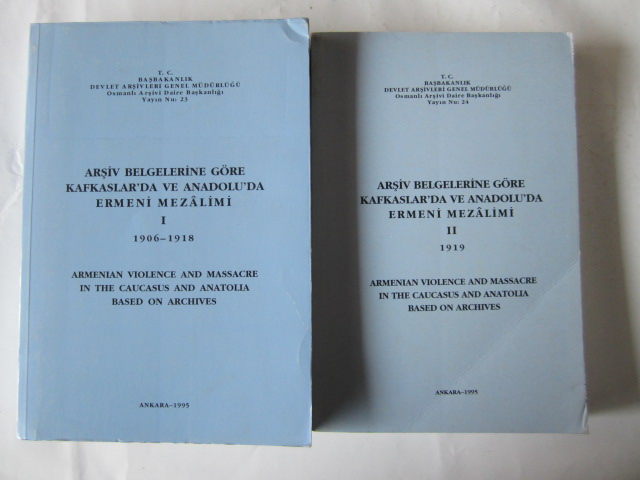 T. C.
BAŞBAKANLIK
DEVLET ARŞİVLERİ GENEL MÜDÜRLÜĞÜ
Osmanlı Arşivi Daire Başkanlığı
Yayın Nu: 23
ARŞİV BELGELERİNE GÖRE
KAFKASLAR'DA VE ANADOLU'DA
ERMENİ MEZÂLİMİ
I
1906–1918
ARMENIAN VIOLENCE AND MASSACRE
IN THE CAUCASUS AND ANATOLIA
BASED ON ARCHIVES
ANKARA–1995
T.C.
BAŞBAKANLIK
DEVLET ARŞİVLERİ GENEL MÜDÜRLÜĞÜ
Osmanlı Arşivi Daire Başkanlığı
Yayın Nu: 24
ARŞİV BELGELERİNE GÖRE
KAFKASLAR'DA VE ANADOLU'DA
ERMENİ MEZÂLİMİ
II
1919
ARMENIAN VIOLENCE AND MASSACRE
IN THE CAUCASUS AND ANATOLIA
BASED ON ARCHIVES
ANKARA–1995